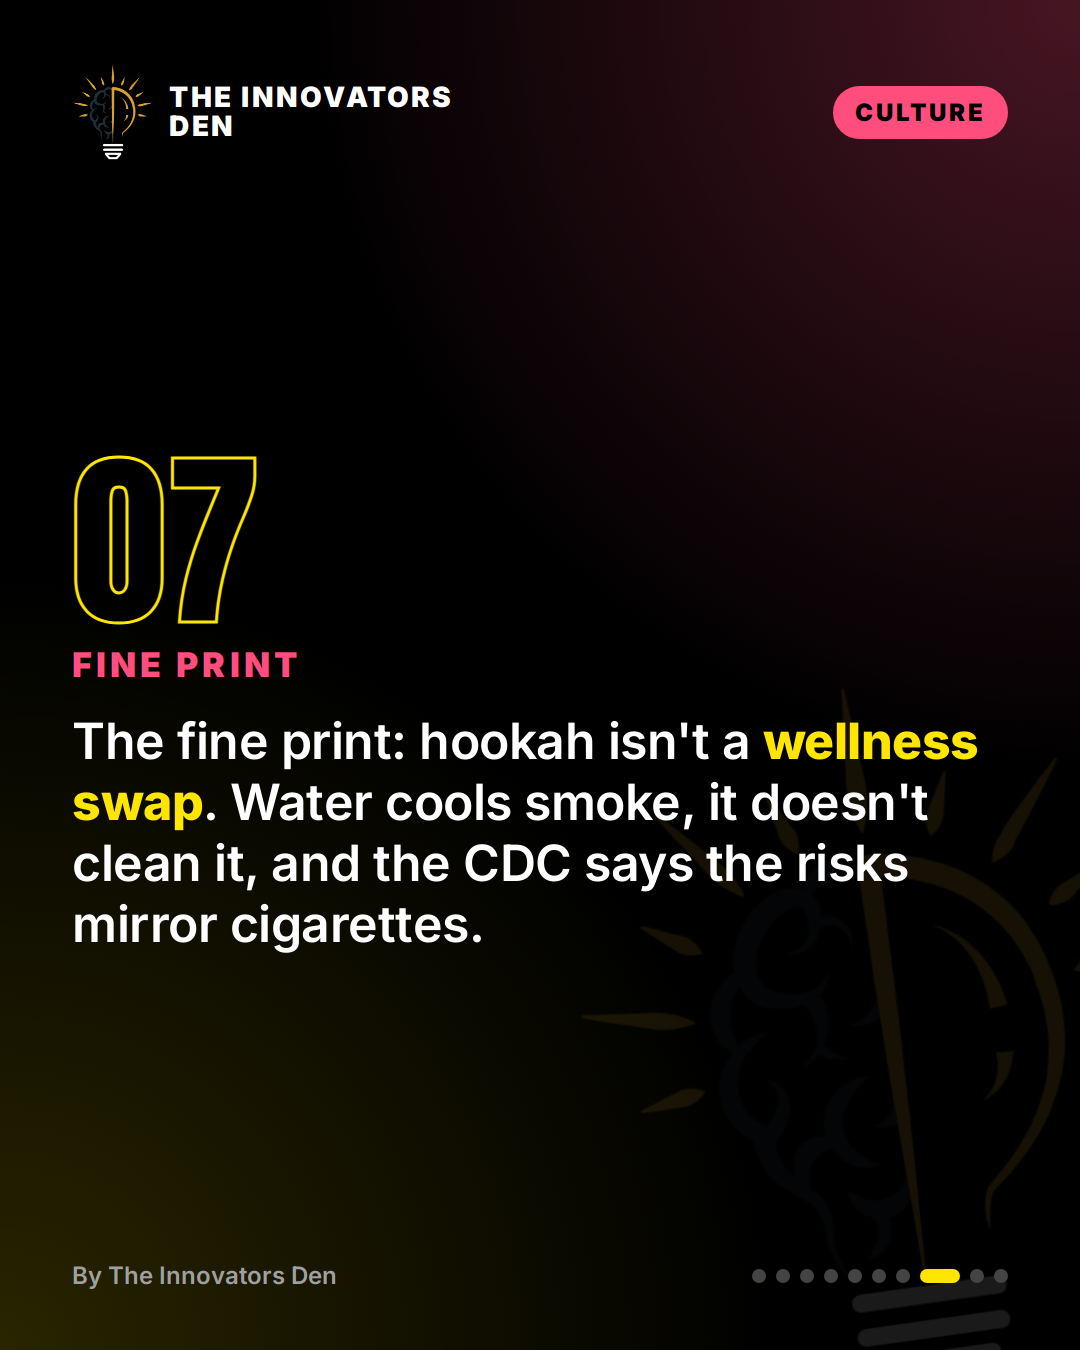 THE INNOVATORS
DEN
CULTURE
07
FINE PRINT
The fine print: hookah isn't a wellness
swap. Water cools smoke, it doesn't
clean it, and the CDC says the risks
mirror cigarettes.
By The Innovators Den